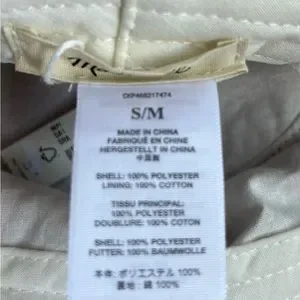 CXP468217474
S/M
MADE IN CHINA
FABRIQUÉ EN CHINE
HERGESTELLT IN CHINA
中国製
SHELL: 100% POLYESTER
LINING: 100% COTTON
TISSU PRINCIPAL:
100% POLYESTER
DOUBLURE: 100% COTON
SHELL: 100% POLYESTER
FUTTER: 100% BAUMWOLLE
本体: ポリエステル 100%
裏地: 綿 100%